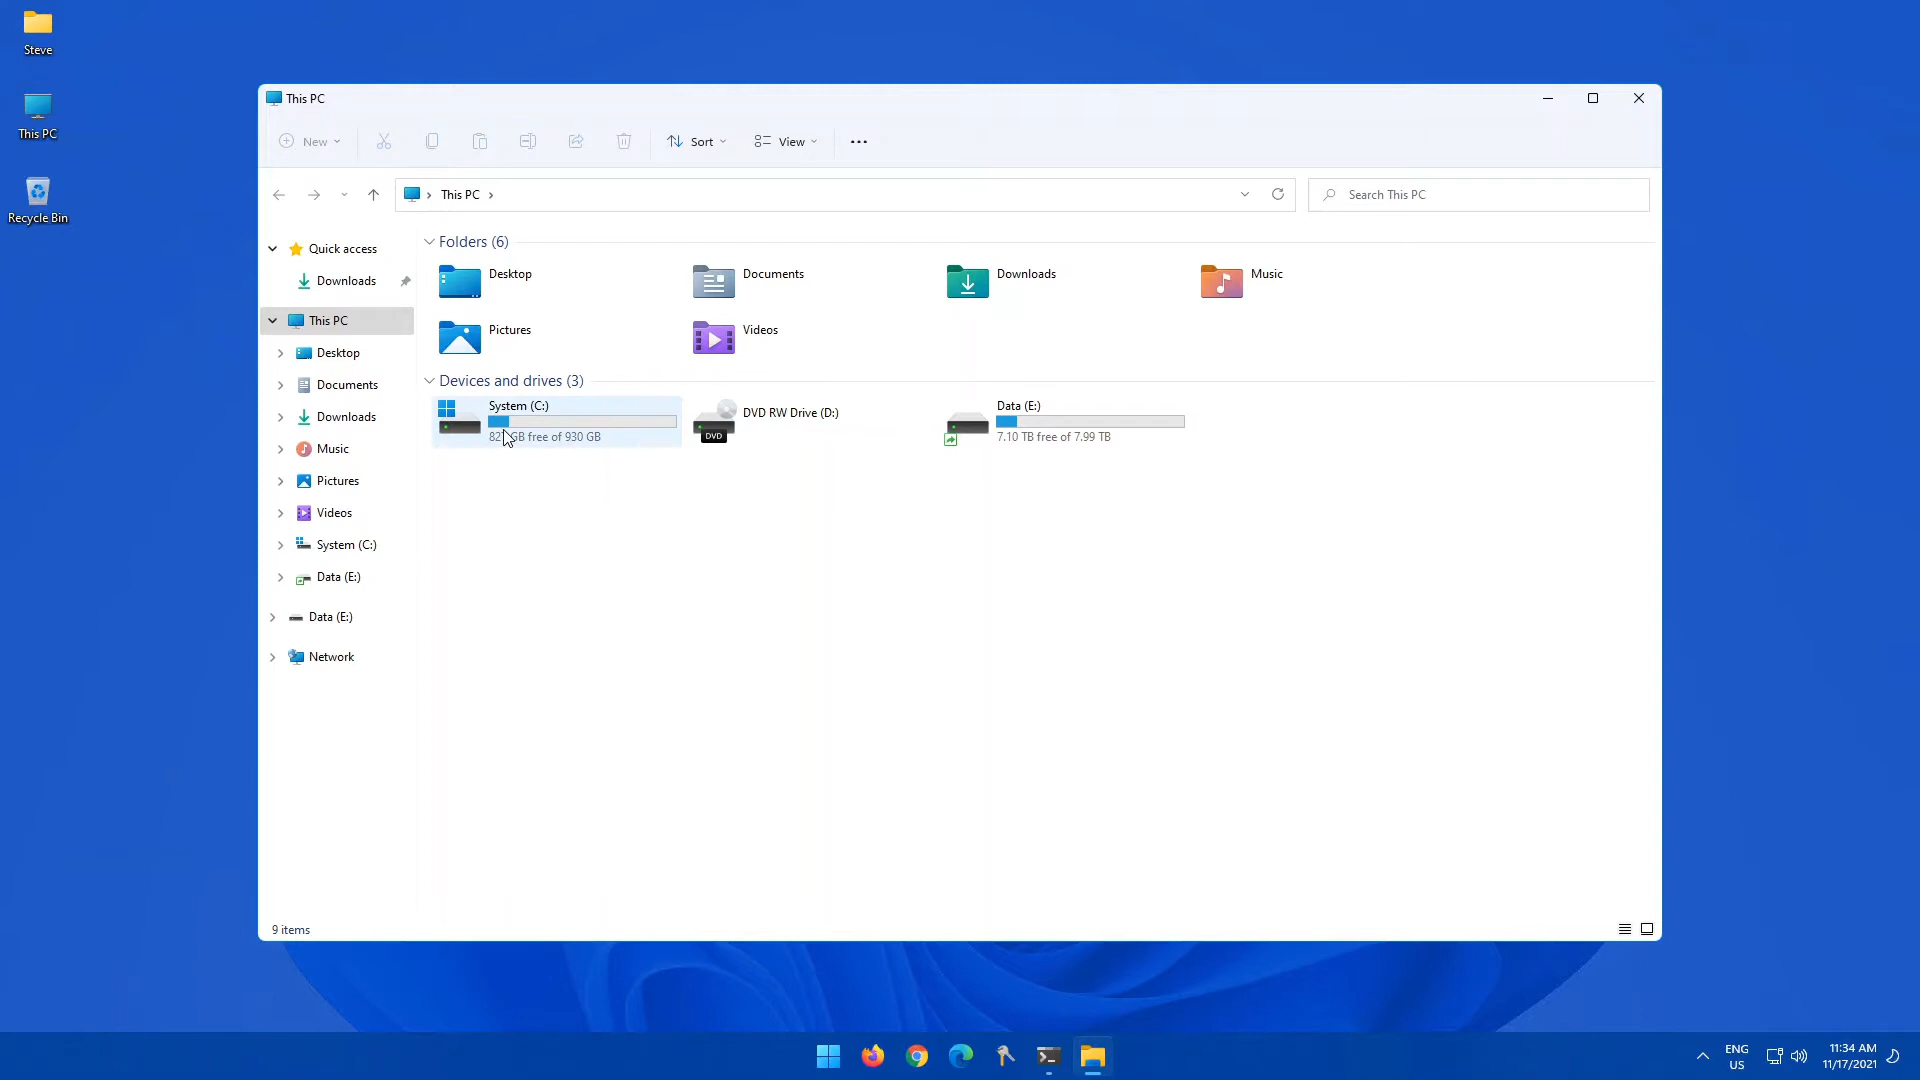 Steve
This PC
Recycle Bin
This PC
New
Sort
View
This PC
Search This PC
Quick access
Downloads
This PC
Desktop
Documents
Downloads
Music
Pictures
Videos
System (C:)
Data (E:)
Data (E:)
Network
Folders (6)
Desktop
Documents
Downloads
Music
Pictures
Videos
Devices and drives (3)
System (C:)
GB free of 930 GB
DVD RW Drive (D:)
DVD
Data (E:)
7.10 TB free of 7.99 TB
9 items
ENG
US
11:34 AM
11/17/2021